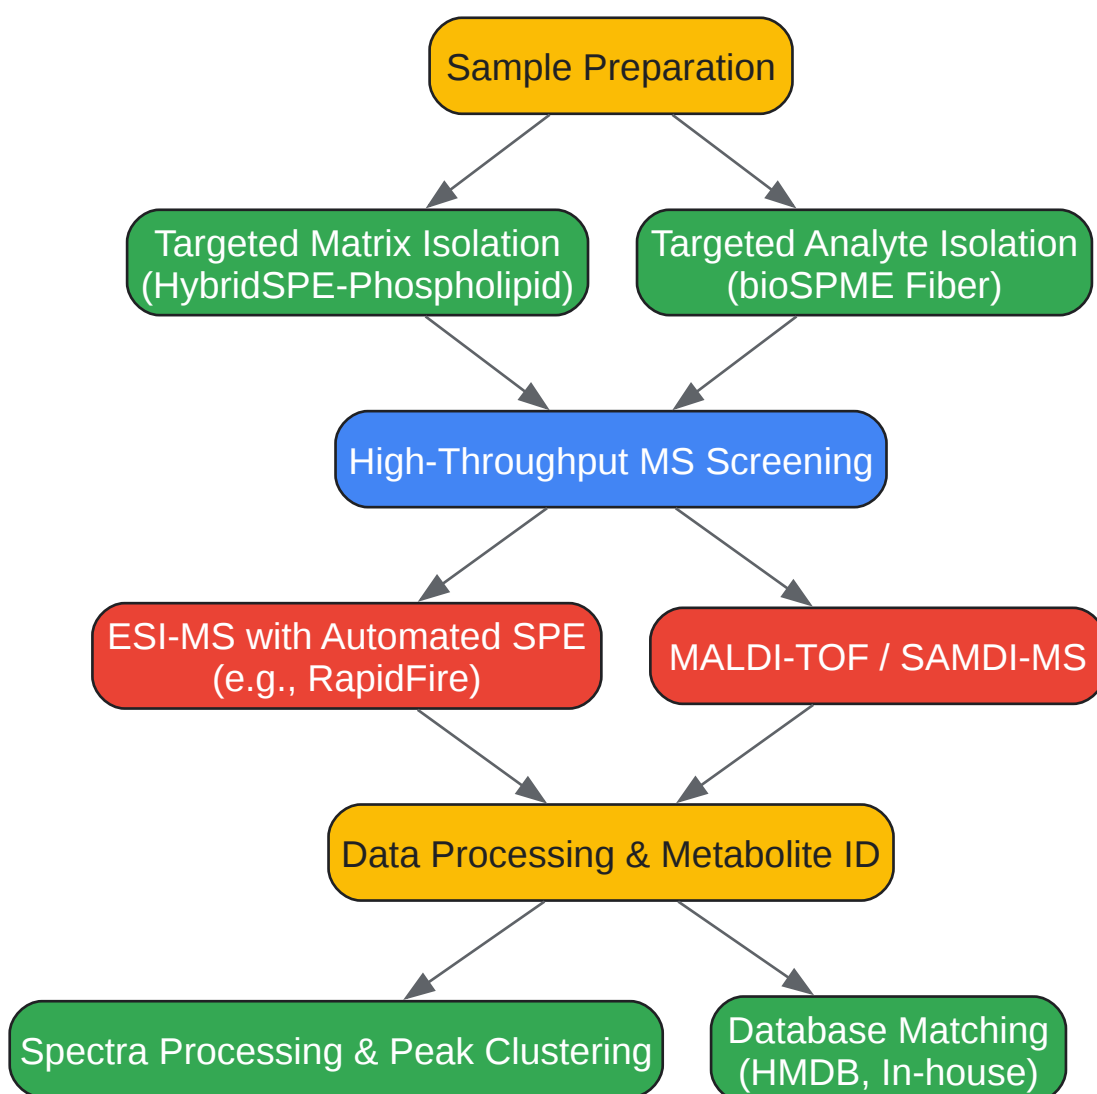 Sample Preparation
Targeted Matrix Isolation
(HybridSPE-Phospholipid)
Targeted Analyte Isolation
(bioSPME Fiber)
High-Throughput MS Screening
ESI-MS with Automated SPE
(e.g., RapidFire)
MALDI-TOF / SAMDI-MS
Data Processing & Metabolite ID
Spectra Processing & Peak Clustering
Database Matching
(HMDB, In-house)